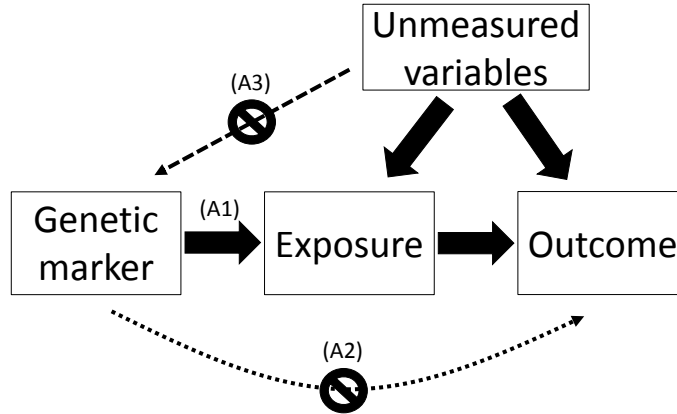 Unmeasured
variables
(A3)
(A1)
Genetic
marker
Exposure
Outcome
(A2)